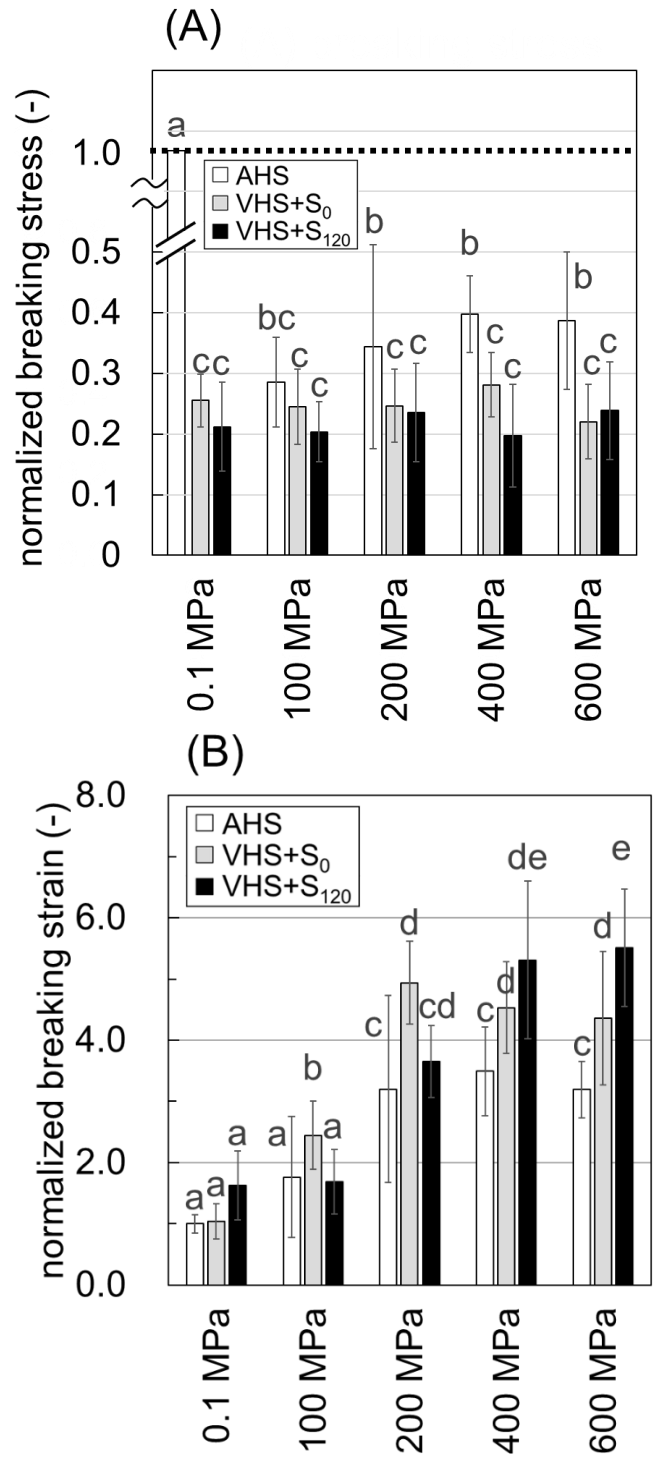 (A)
normalized breaking stress (-)
a
1.0
AHS
VHS+S0
VHS+S120
b
b
b
0.5
0.4
bc
c c c c c c c c
0.3
0.2
0.1
0
0.1 MPa
100 MPa
200 MPa
400 MPa
600 MPa
(B)
normalized breaking strain (-)
8.0
AHS
VHS+S0
VHS+S120
de e
6.0
d d d
cd
c c c
4.0
b
a a a
2.0
a a
0.0
0.1 MPa
100 MPa
200 MPa
400 MPa
600 MPa